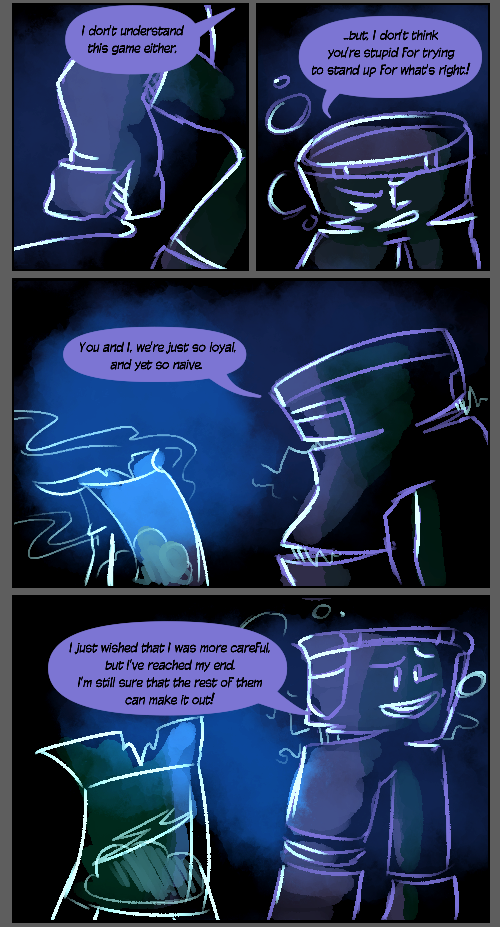 I don't understand
this game either.
...but, I don't think
you're stupid for trying
to stand up for what's right!
You and I, we're just so loyal,
and yet so naive.
I just wished that I was more careful,
but I've reached my end.
I'm still sure that the rest of them
can make it out!